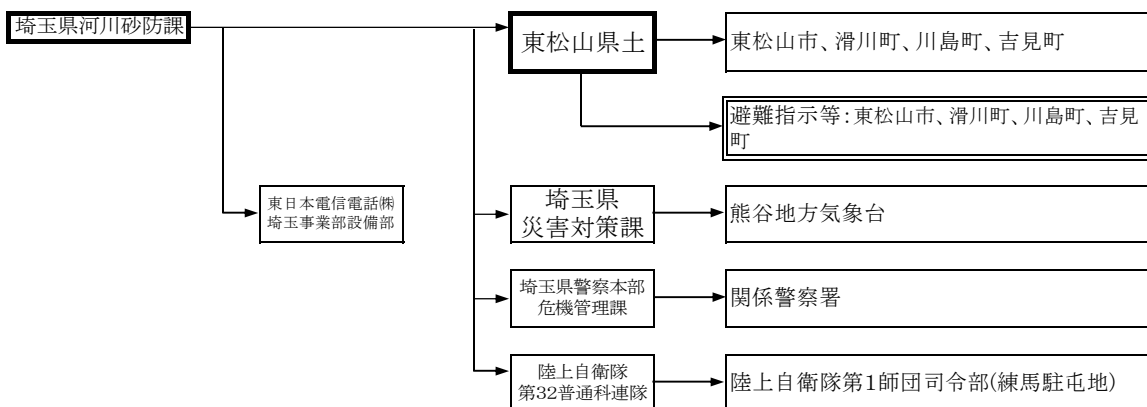 埼玉県河川砂防課
東松山県土
東松山市、滑川町、川島町、吉見町
避難指示等:東松山市、滑川町、川島町、吉見
町
東日本電信電話㈱
埼玉事業部設備部
埼玉県
災害対策課
熊谷地方気象台
埼玉県警察本部
危機管理課
関係警察署
陸上自衛隊
第32普通科連隊
陸上自衛隊第1師団司令部(練馬駐屯地)